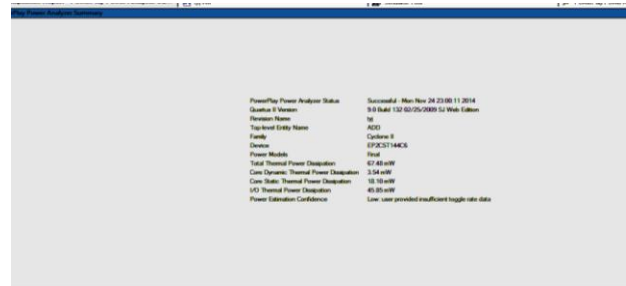 PowerPlay Power Analyzer Summary
PowerPlay Power Analyzer Status Successful - Mon Nov 24 23:00:11 2014
Quartus II Version 9.0 Build 132 02/25/2009 SJ Web Edition
Revision Name
Top-level Entity Name ADD
Family Cyclone II
Device EP2C5T144C6
Power Models Final
Total Thermal Power Dissipation 67.48 mW
Core Dynamic Thermal Power Dissipation 3.54 mW
Core Static Thermal Power Dissipation 18.10 mW
I/O Thermal Power Dissipation 45.85 mW
Power Estimation Confidence Low: user provided insufficient toggle rate data